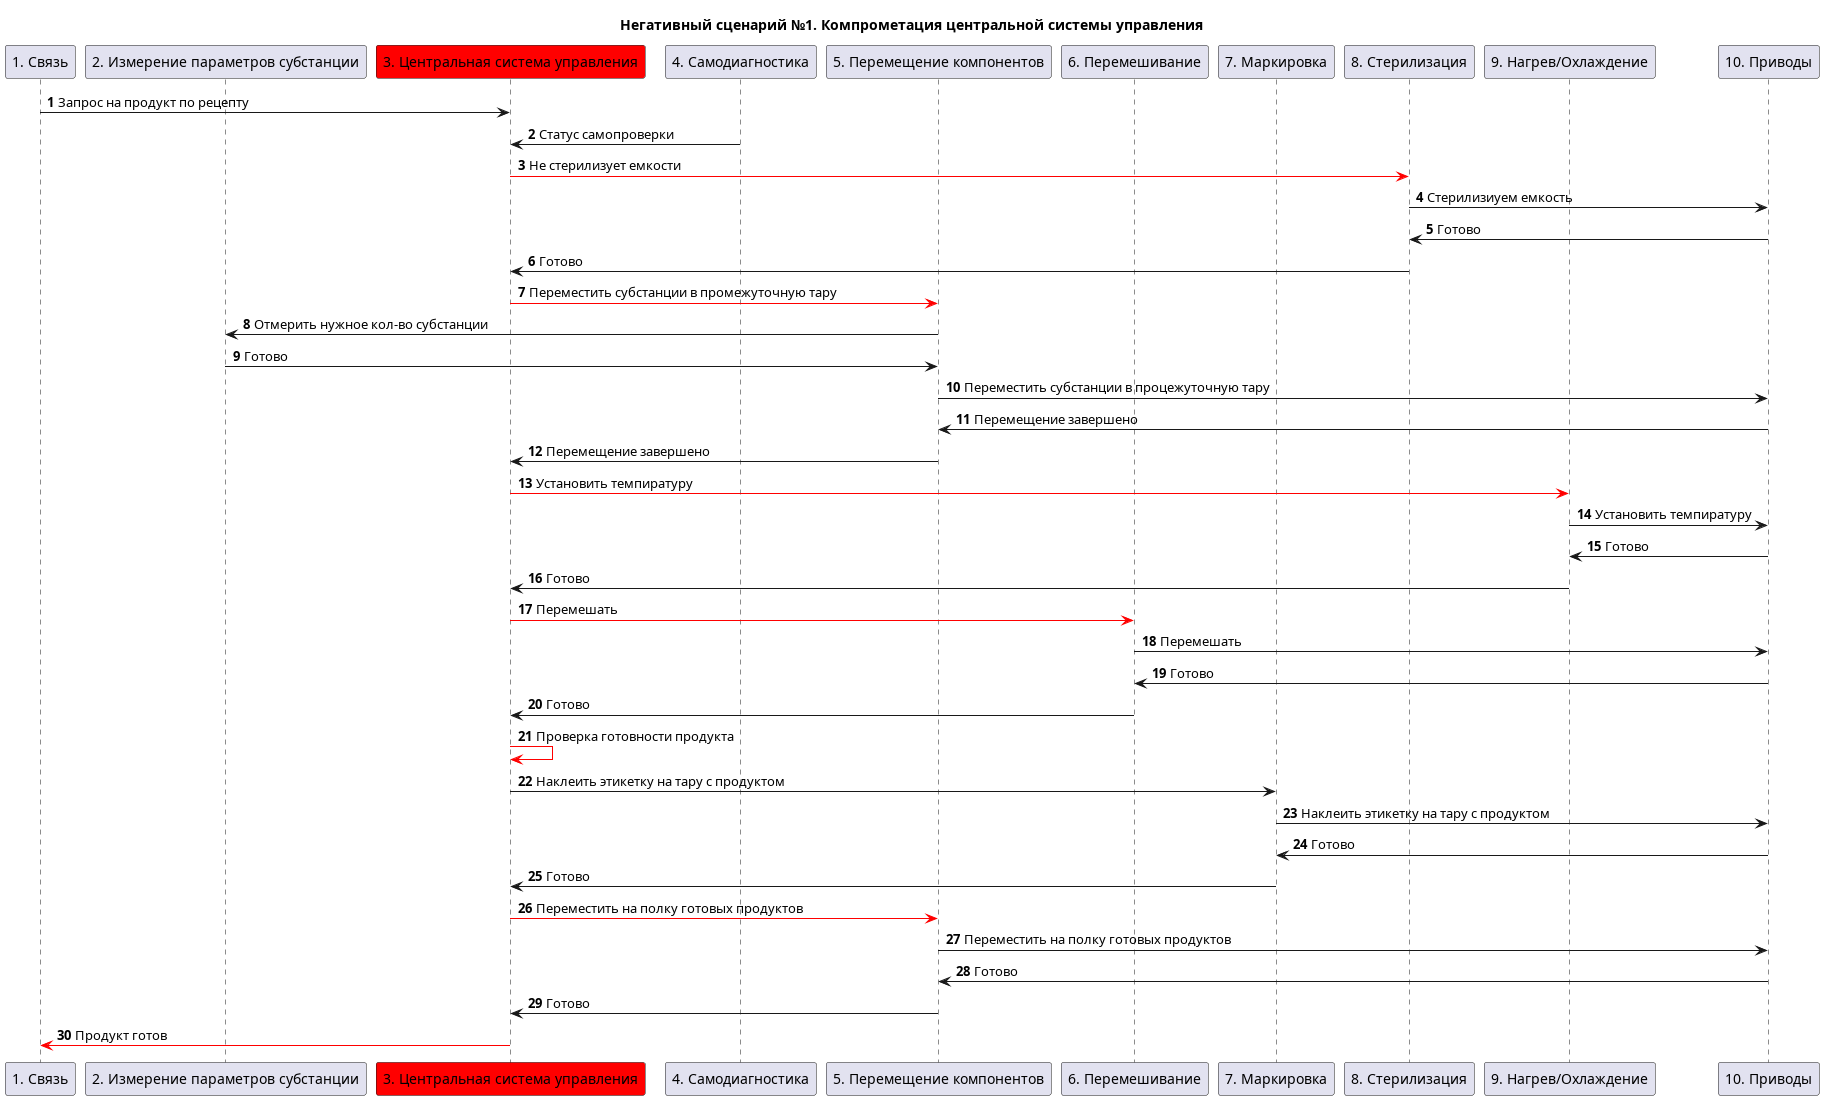 Негативный сценарий №1. Компрометация центральной системы управления
1. Связь
2. Измерение параметров субстанции
3. Центральная система управления
4. Самодиагностика
5. Перемещение компонентов
6. Перемешивание
7. Маркировка
8. Стерилизация
9. Нагрев/Охлаждение
10. Приводы
1 Запрос на продукт по рецепту
2 Статус самопроверки
3 Не стерилизует емкости
4 Стерилизиуем емкость
5 Готово
6 Готово
7 Переместить субстанции в промежуточную тару
8 Отмерить нужное кол-во субстанции
9 Готово
10 Переместить субстанции в процежуточную тару
11 Перемещение завершено
12 Перемещение завершено
13 Установить темпиратуру
14 Установить темпиратуру
15 Готово
16 Готово
17 Перемешать
18 Перемешать
19 Готово
20 Готово
21 Проверка готовности продукта
22 Наклеить этикетку на тару с продуктом
23 Наклеить этикетку на тару с продуктом
24 Готово
25 Готово
26 Переместить на полку готовых продуктов
27 Переместить на полку готовых продуктов
28 Готово
29 Готово
30 Продукт готов
1. Связь
2. Измерение параметров субстанции
3. Центральная система управления
4. Самодиагностика
5. Перемещение компонентов
6. Перемешивание
7. Маркировка
8. Стерилизация
9. Нагрев/Охлаждение
10. Приводы